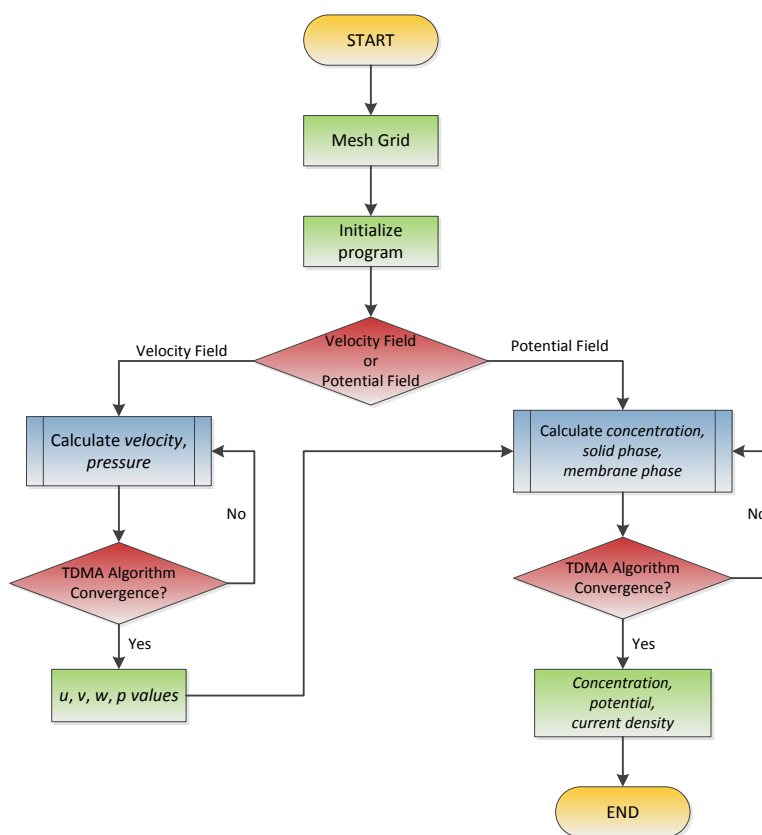 START
Mesh Grid
Initialize
program
Velocity Field
or
Potential Field
Velocity Field
Potential Field
Calculate velocity,
pressure
Calculate concentration,
solid phase,
membrane phase
No
No
TDMA Algorithm
Convergence?
TDMA Algorithm
Convergence?
Yes
Yes
u, v, w, p values
Concentration,
potential,
current density
END